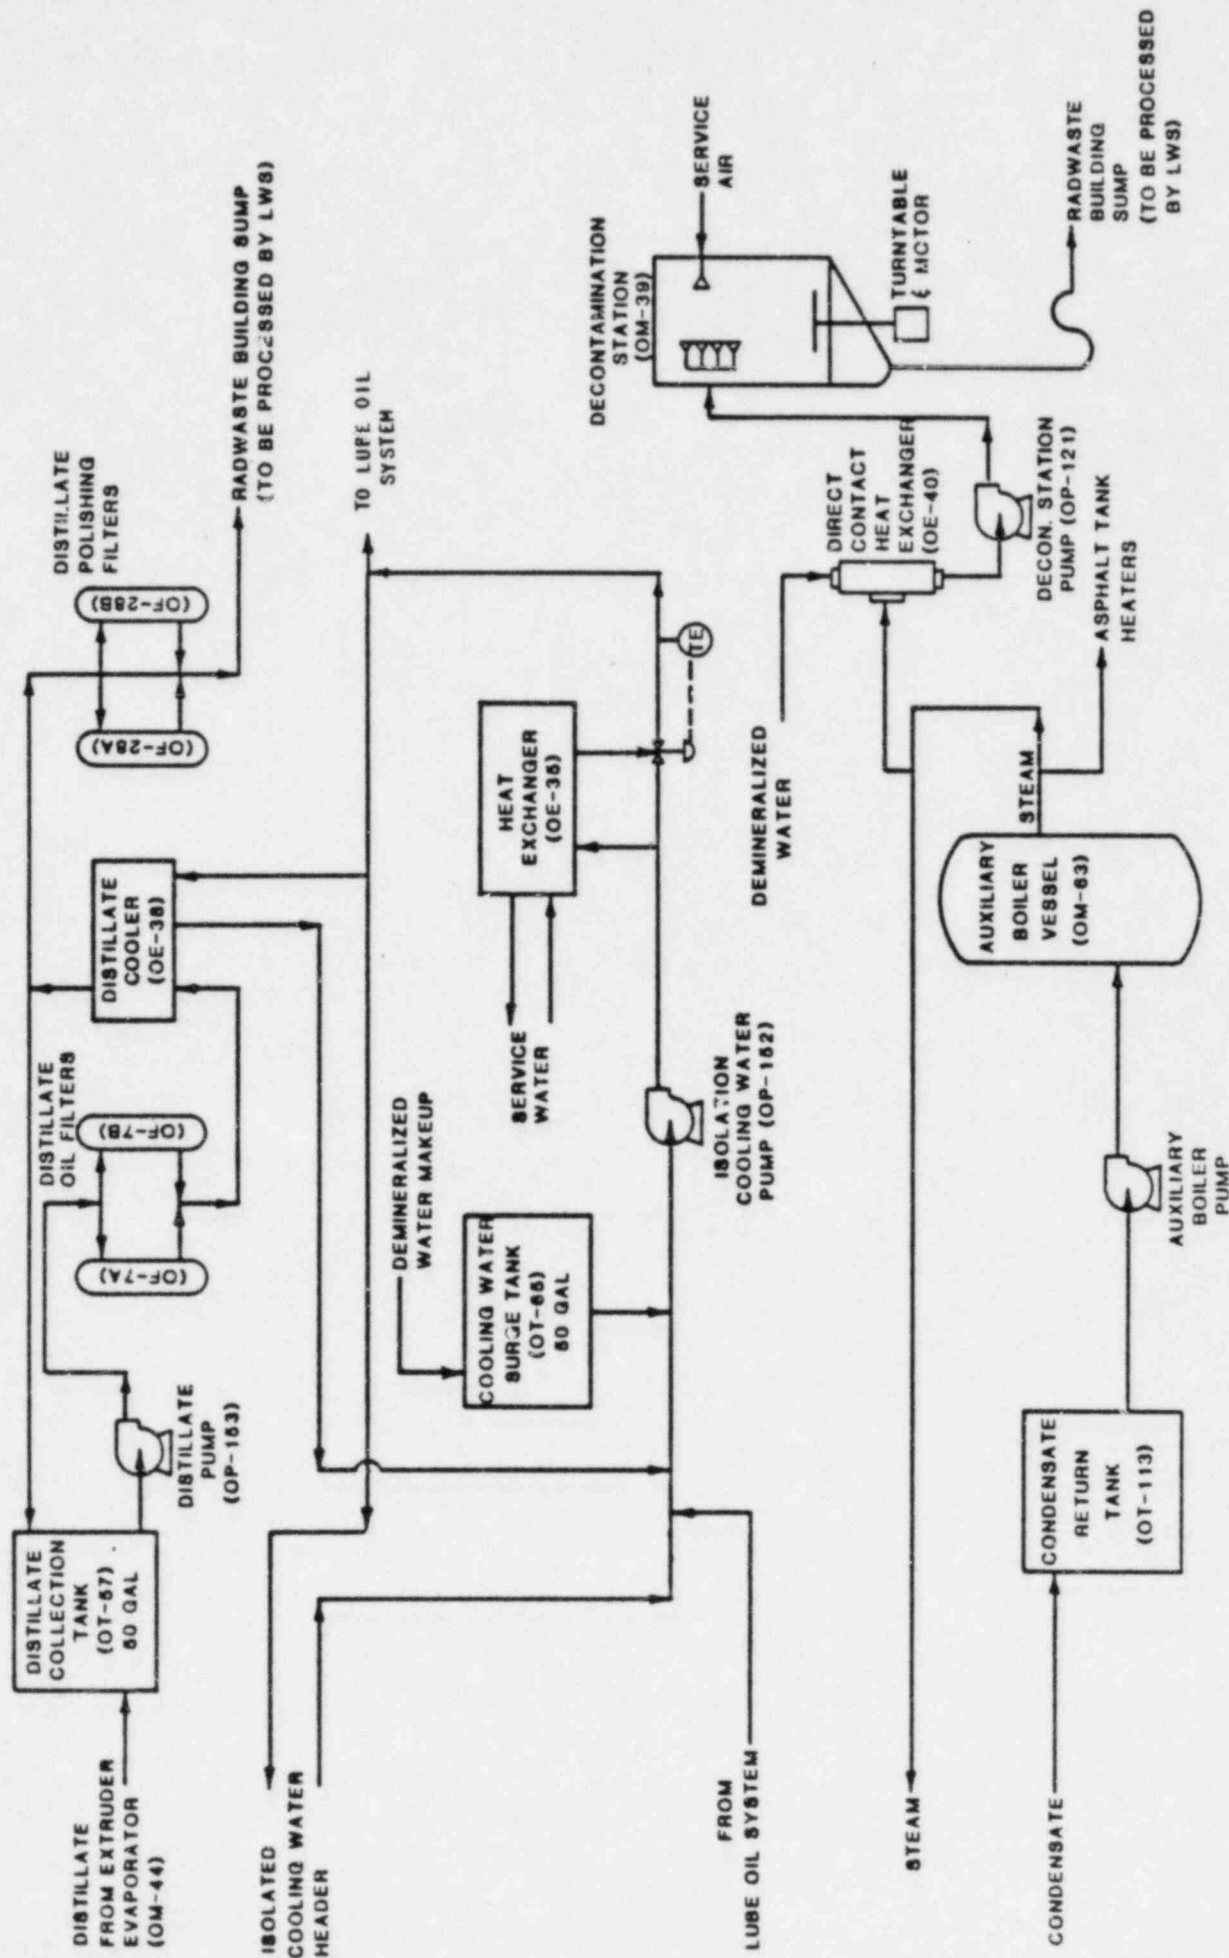 DISTILLATE
FROM EXTRUDER
EVAPORATOR
(OM-44)
DISTILLATE
COLLECTION
TANK
(OT-57)
50 GAL
DISTILLATE
PUMP
(OP-153)
DISTILLATE
OIL FILTERS
(OF-7A)
(OF-7B)
DISTILLATE
COOLER
(OE-38)
DISTILLATE
POLISHING
FILTERS
(OF-28A)
(OF-28B)
RADWASTE BUILDING SUMP
(TO BE PROCESSED BY LWS)
ISOLATED
COOLING WATER
HEADER
TO LUPE OIL
SYSTEM
DEMINERALIZED
WATER MAKEUP
COOLING WATER
SURGE TANK
(OT-65)
50 GAL
SERVICE
WATER
HEAT
EXCHANGER
(OE-35)
TE
ISOLATION
COOLING WATER
PUMP (OP-152)
FROM
LUBE OIL SYSTEM
DECONTAMINATION
STATION
(OM-39)
SERVICE
AIR
TURNTABLE
& MOTOR
RADWASTE
BUILDING
SUMP
(TO BE PROCESSED
BY LWS)
DEMINERALIZED
WATER
DIRECT
CONTACT
HEAT
EXCHANGER
(OE-40)
DECON. STATION
PUMP (OP-121)
STEAM
CONDENSATE
CONDENSATE
RETURN
TANK
(OT-113)
AUXILIARY
BOILER
PUMP
AUXILIARY
BOILER
VESSEL
(OM-63)
STEAM
ASPHALT TANK
HEATERS